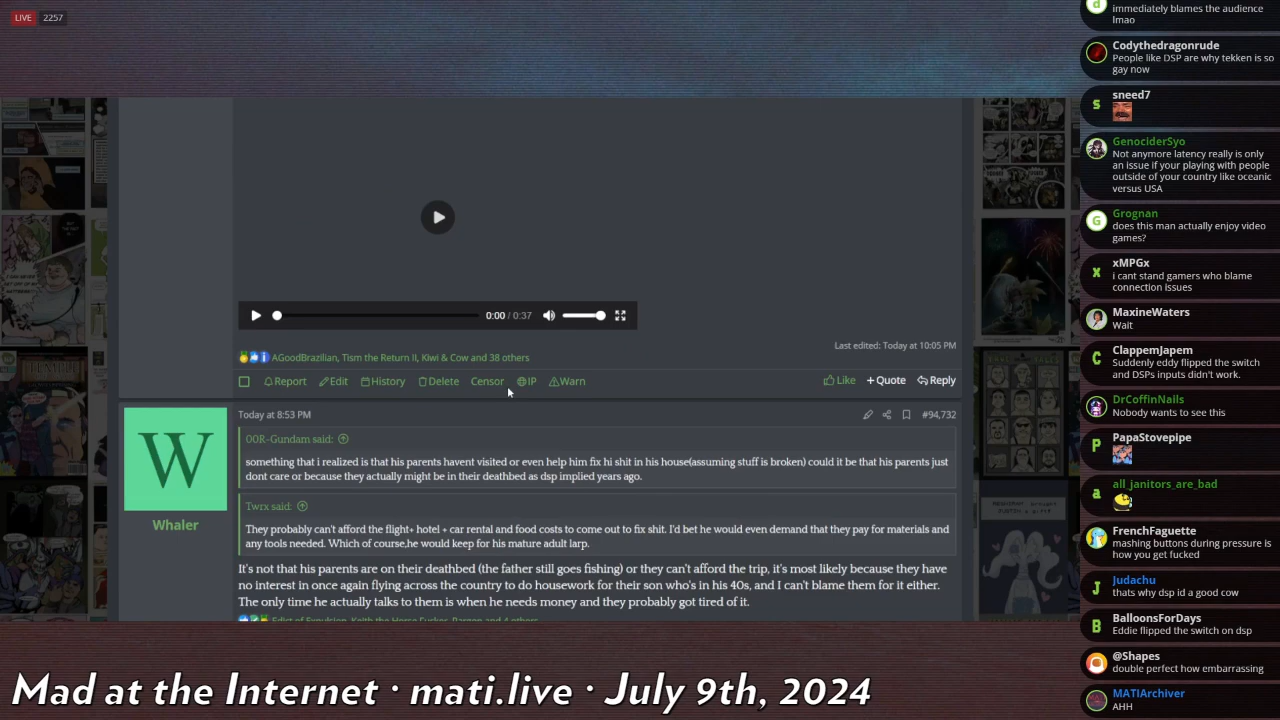 LIVE 2257
0:00 / 0:37
Last edited: Today at 10:05 PM
AGoodBrazilian, Tism the Return II, Kiwi & Cow and 38 others
Report Edit History Delete Censor IP Warn Like +Quote Reply
W
Whaler
Today at 8:53 PM #94,732
00R-Gundam said:
something that i realized is that his parents havent visited or even help him fix hi shit in his house(assuming stuff is broken) could it be that his parents just
dont care or because they actually might be in their deathbed as dsp implied years ago.
Twrx said:
They probably can't afford the flight+ hotel + car rental and food costs to come out to fix shit. I'd bet he would even demand that they pay for materials and
any tools needed. Which of course,he would keep for his mature adult larp.
It's not that his parents are on their deathbed (the father still goes fishing) or they can't afford the trip, it's most likely because they have
no interest in once again flying across the country to do housework for their son who's in his 40s, and I can't blame them for it either.
The only time he actually talks to them is when he needs money and they probably got tired of it.
Mad at the Internet · mati.live · July 9th, 2024
d
immediately blames the audience
lmao
Codythedragonrude
People like DSP are why tekken is so
gay now
s
sneed7
GenociderSyo
Not anymore latency really is only
an issue if your playing with people
outside of your country like oceanic
versus USA
G
Grognan
does this man actually enjoy video
games?
x
xMPGx
i cant stand gamers who blame
connection issues
MaxineWaters
Wait
C
ClappemJapem
Suddenly eddy flipped the switch
and DSPs inputs didn't work.
DrCoffinNails
Nobody wants to see this
P
PapaStovepipe
a
all_janitors_are_bad
FrenchFaguette
mashing buttons during pressure is
how you get fucked
J
Judachu
thats why dsp id a good cow
B
BalloonsForDays
Eddie flipped the switch on dsp
@Shapes
double perfect how embarrassing
MATIArchiver
AHH